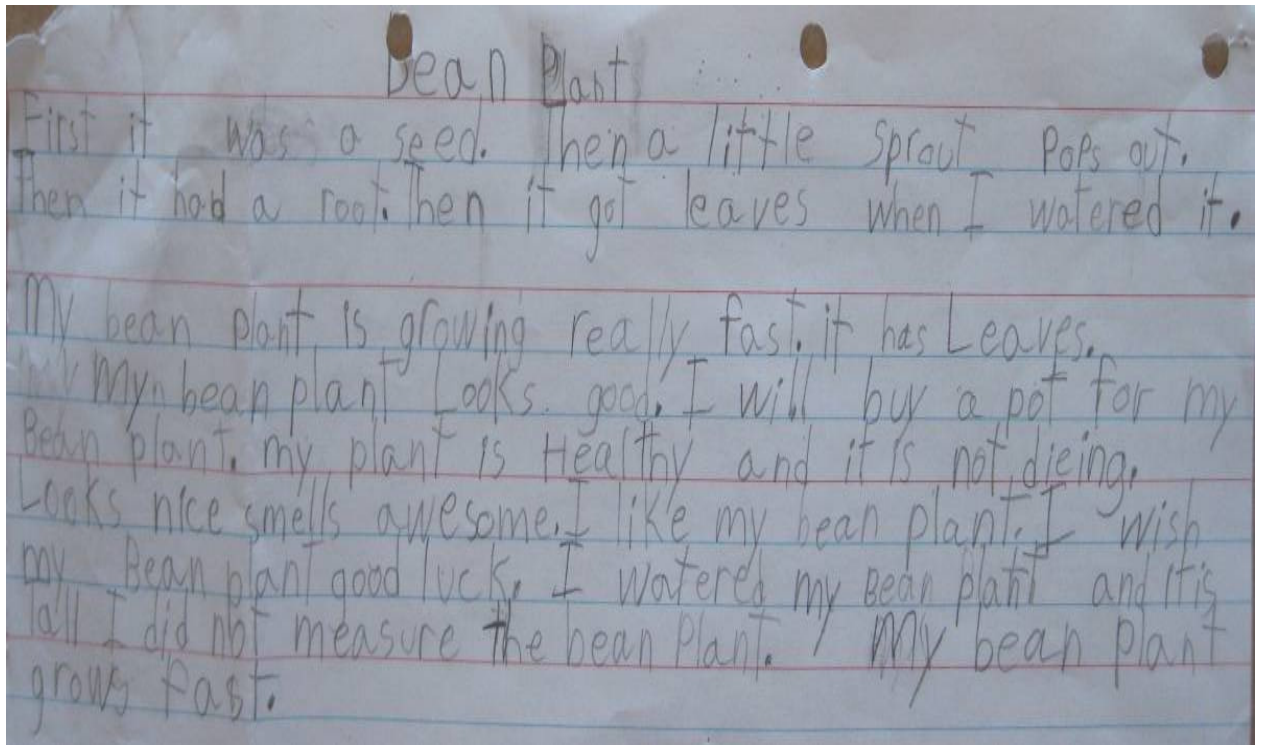 Bean Plant
First it was a seed. Then a little sprout pops out.
Then it had a root. Then it got leaves when I watered it.
My bean plant is growing really fast. it has Leaves.
My bean plant Looks good. I will buy a pot for my
Bean plant. my plant is Healthy and it is not dieing.
Looks nice smells awesome. I like my bean plant. I wish
my Bean plant good luck. I watered my Bean plant and it is
Tall I did not measure the bean Plant. My bean plant
grows fast.